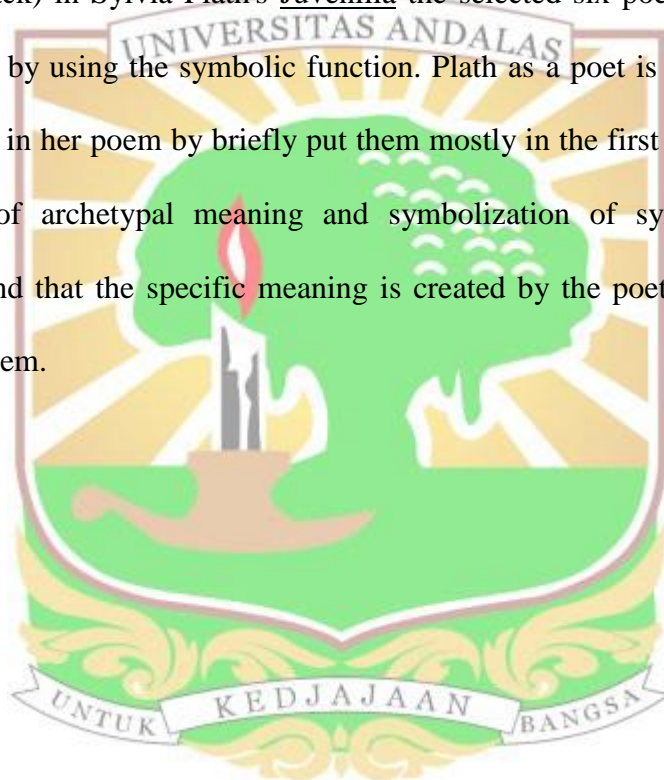 in Sylvia Plath's Juvenilia the selected six poe
UNIVERSITAS ANDALAS
by using the symbolic function. Plath as a poet is
in her poem by briefly put them mostly in the first
of archetypal meaning and symbolization of sy
nd that the specific meaning is created by the poet
em.
UNTUK KEDJAJAAN BANGSA